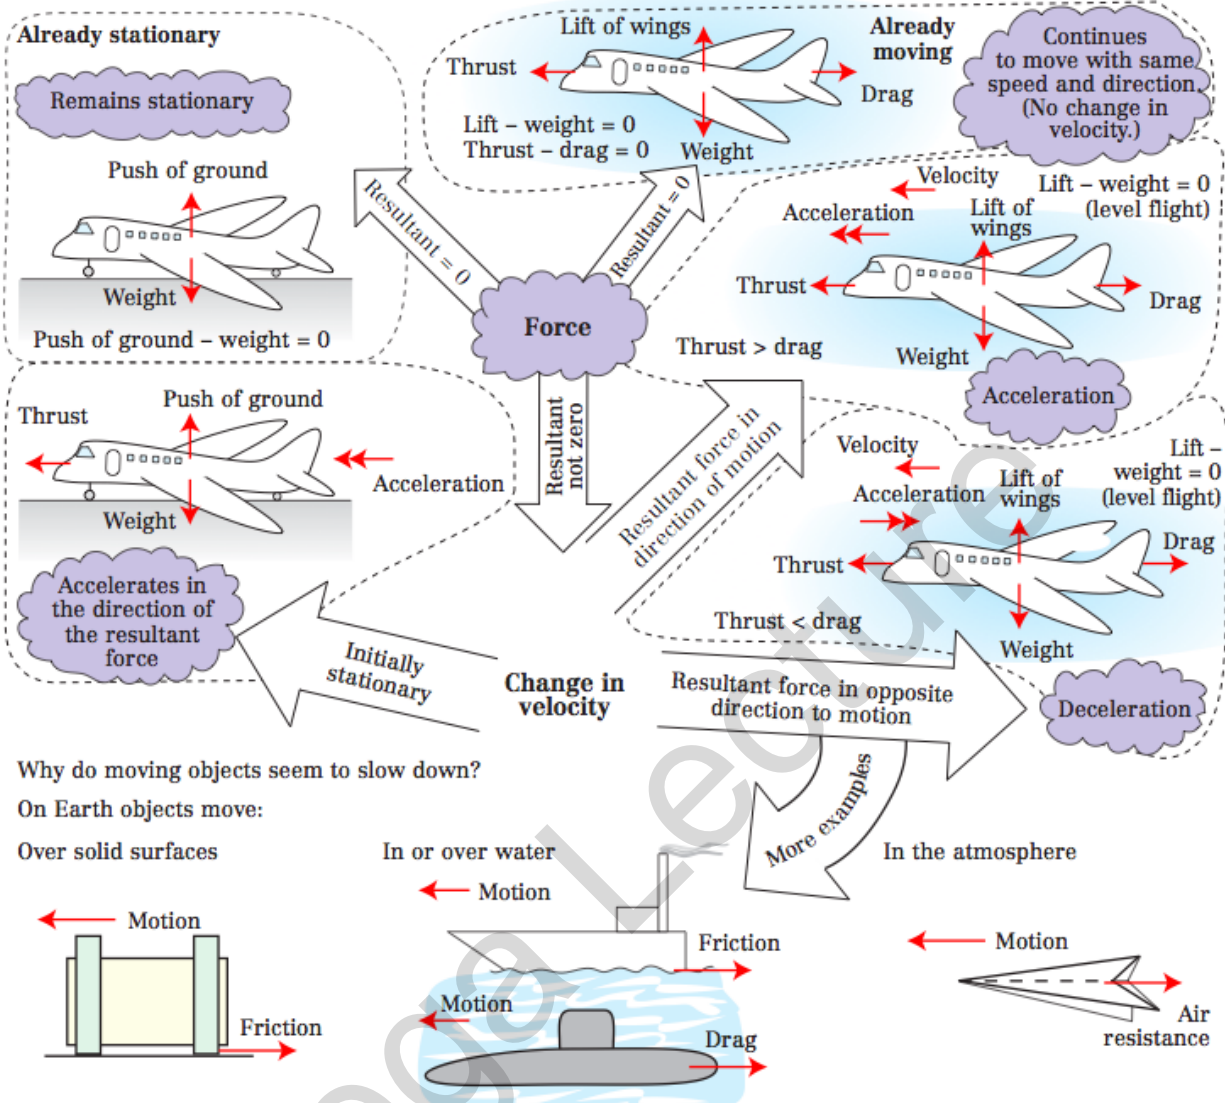 Already stationary
Remains stationary
Push of ground
Weight
Push of ground – weight = 0
Lift of wings
Already
moving
Thrust
Drag
Lift – weight = 0
Thrust – drag = 0
Weight
Continues
to move with same
speed and direction.
(No change in
velocity.)
Resultant = 0
Resultant = 0
Force
Velocity
Lift – weight = 0
(level flight)
Acceleration
Lift of
wings
Thrust
Drag
Thrust > drag
Weight
Acceleration
Thrust
Push of ground
Acceleration
Weight
Accelerates in
the direction of
the resultant
force
Resultant
not zero
Resultant force in
direction of motion
Velocity
Lift –
weight = 0
(level flight)
Acceleration
Lift of
wings
Thrust
Drag
Thrust < drag
Weight
Deceleration
Initially
stationary
Change in
velocity
Resultant force in opposite
direction to motion
More examples
Why do moving objects seem to slow down?
On Earth objects move:
Over solid surfaces
In or over water
In the atmosphere
Motion
Friction
Motion
Friction
Motion
Drag
Motion
Air
resistance
ega Lecture